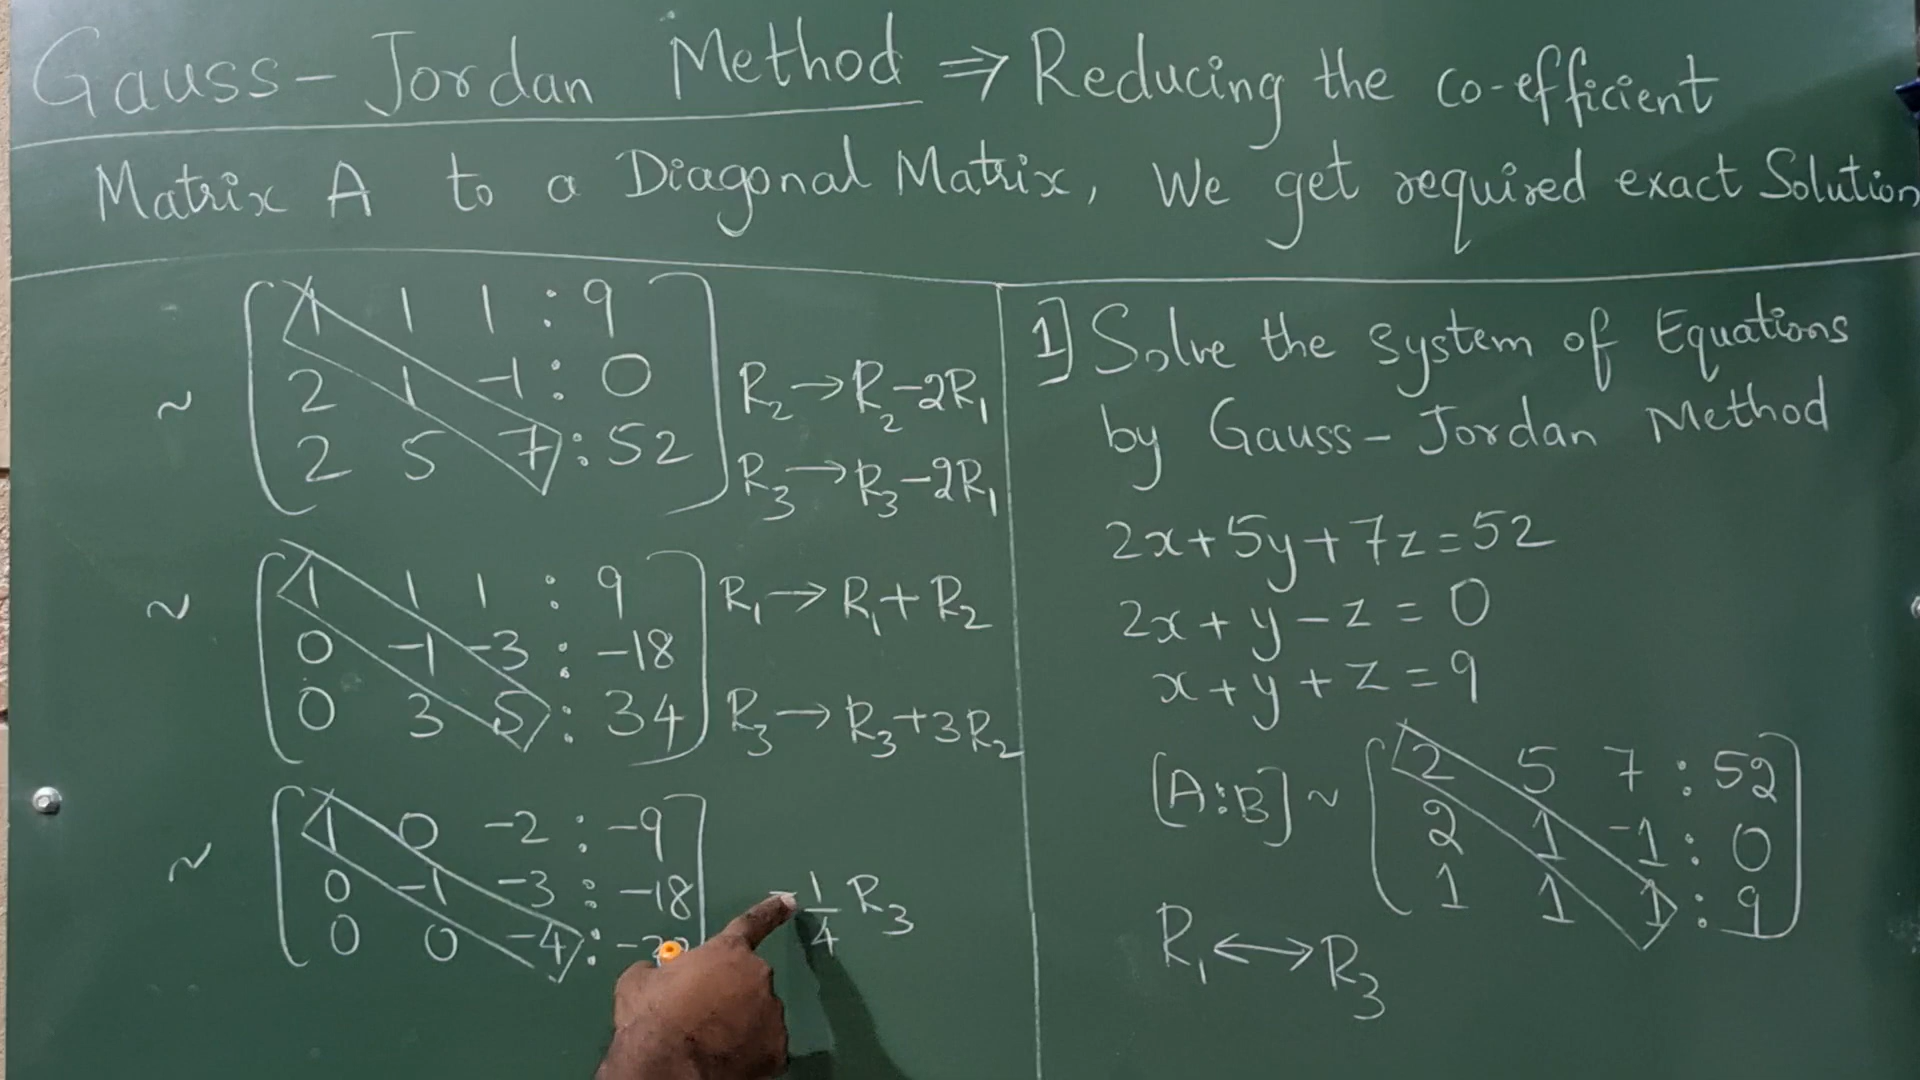 Gauss-Jordan Method ⇒ Reducing the co-efficient
Matrix A to a Diagonal Matrix, We get required exact Solution
1] Solve the system of Equations
by Gauss-Jordan Method
2x+5y+7z=52
2x+y-z=0
x+y+z=9
[A:B] ~
2 5 7 : 52
2 1 -1 : 0
1 1 1 : 9
R₁↔R₃
~
1 1 1 : 9
2 1 -1 : 0 R₂→R₂-2R₁
2 5 7 : 52 R₃→R₃-2R₁
~
1 1 1 : 9 R₁→R₁+R₂
0 -1 -3 : -18
0 3 5 : 34 R₃→R₃+3R₂
~
1 0 -2 : -9
0 -1 -3 : -18 -1/4 R₃
0 0 -4 :